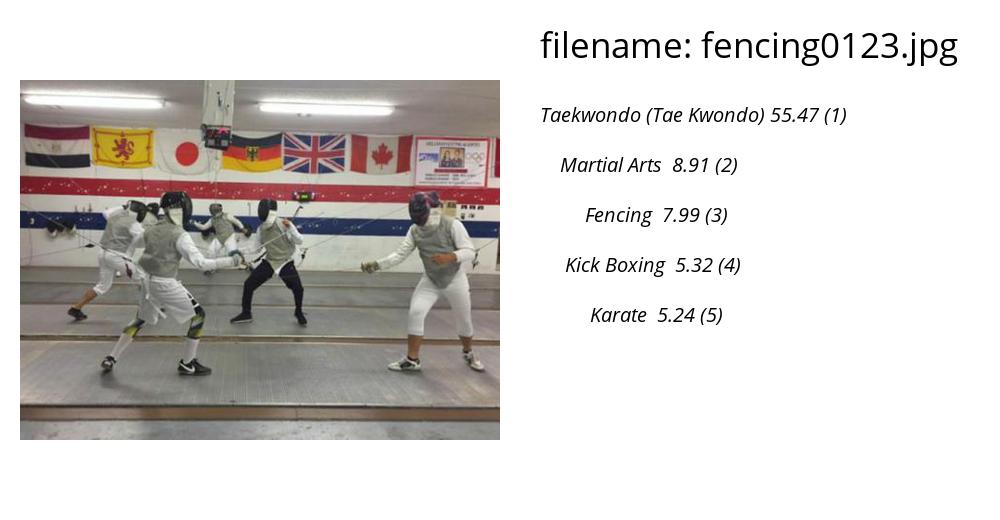 filename: fencing0123.jpg
Taekwondo (Tae Kwondo) 55.47 (1)
Martial Arts 8.91 (2)
Fencing 7.99 (3)
Kick Boxing 5.32 (4)
Karate 5.24 (5)